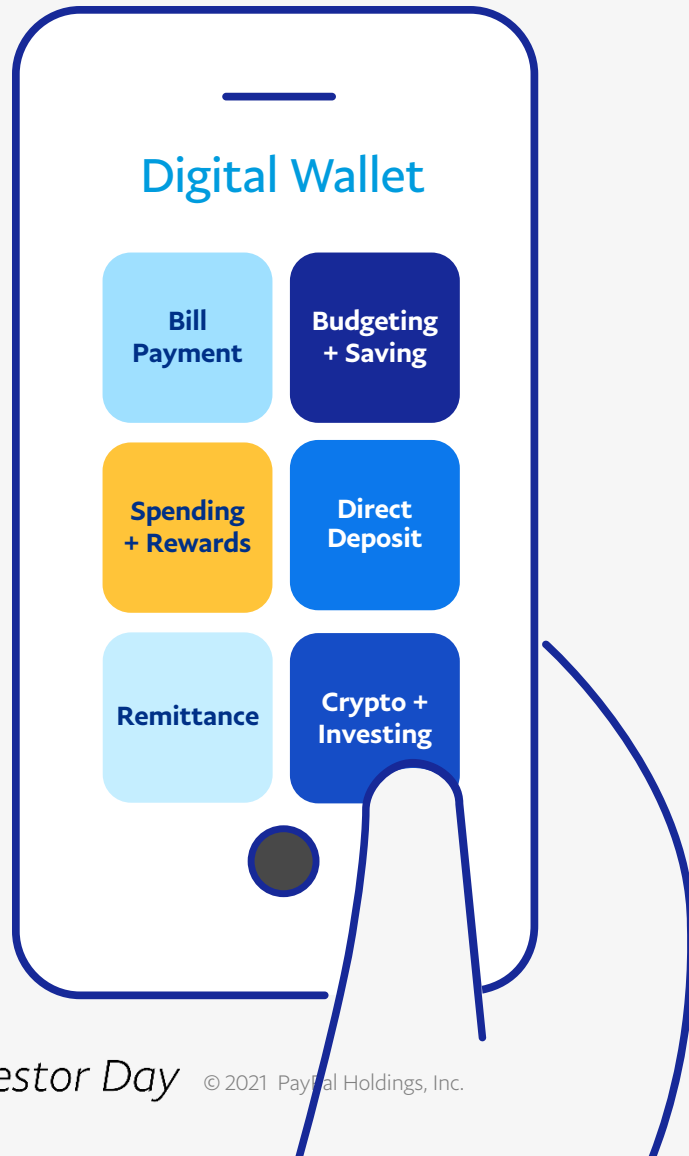 Digital Wallet
Bill
Payment
Budgeting
+ Saving
Spending
+ Rewards
Direct
Deposit
Remittance
Crypto +
Investing
estor Day
© 2021 PayPal Holdings, Inc.